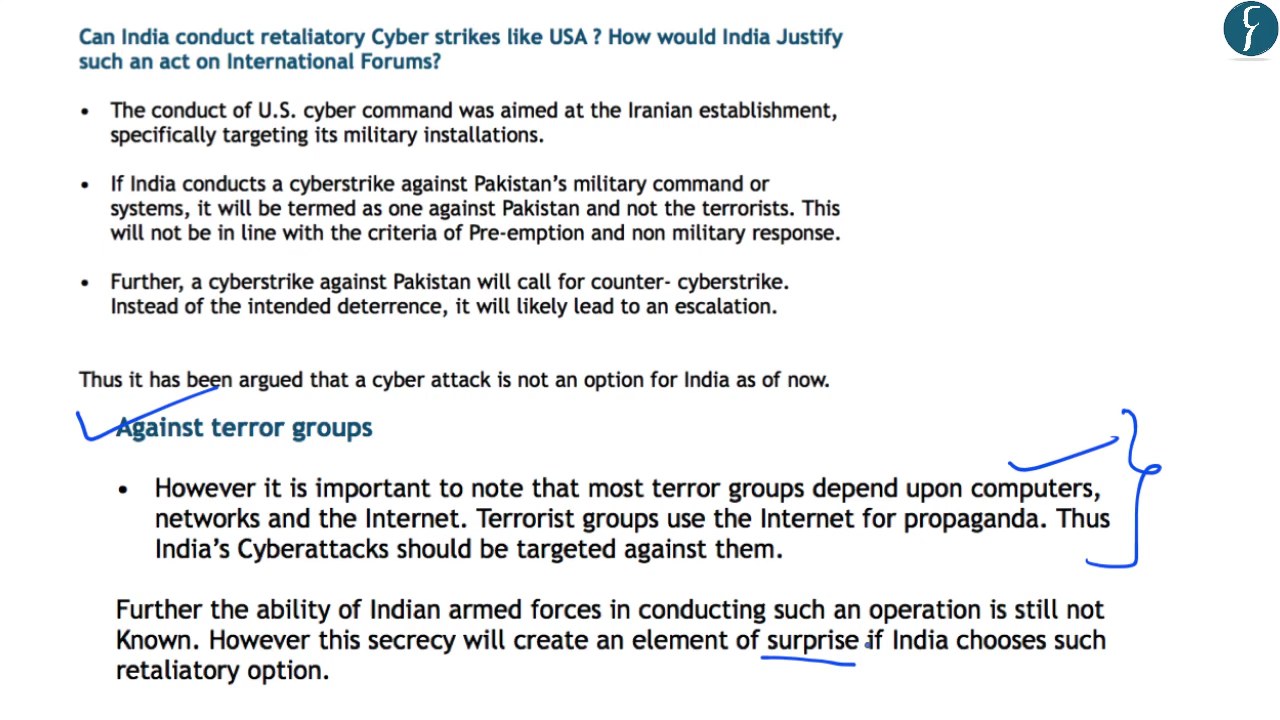 Can India conduct retaliatory Cyber strikes like USA ? How would India Justify
such an act on International Forums?
• The conduct of U.S. cyber command was aimed at the Iranian establishment,
specifically targeting its military installations.
• If India conducts a cyberstrike against Pakistan's military command or
systems, it will be termed as one against Pakistan and not the terrorists. This
will not be in line with the criteria of Pre-emption and non military response.
• Further, a cyberstrike against Pakistan will call for counter- cyberstrike.
Instead of the intended deterrence, it will likely lead to an escalation.
Thus it has been argued that a cyber attack is not an option for India as of now.
Against terror groups
• However it is important to note that most terror groups depend upon computers,
networks and the Internet. Terrorist groups use the Internet for propaganda. Thus
India's Cyberattacks should be targeted against them.
Further the ability of Indian armed forces in conducting such an operation is still not
Known. However this secrecy will create an element of surprise if India chooses such
retaliatory option.